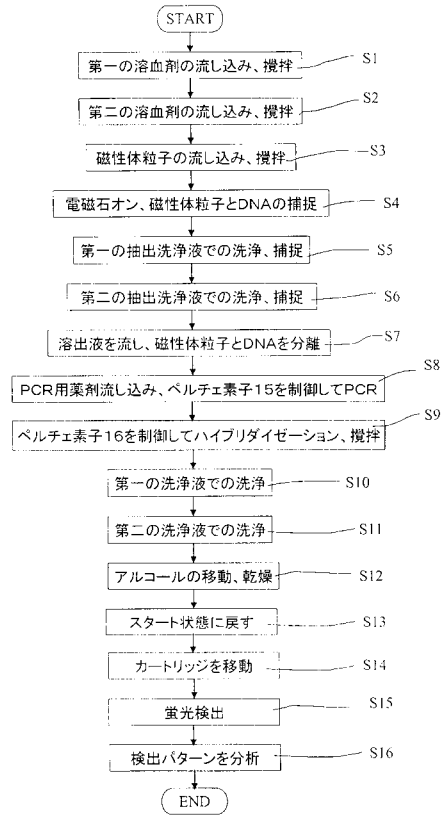 START
第一の溶血剤の流し込み、攪拌
S1
第二の溶血剤の流し込み、攪拌
S2
磁性体粒子の流し込み、攪拌
S3
電磁石オン、磁性体粒子とDNAの捕捉
S4
第一の抽出洗浄液での洗浄、捕捉
S5
第二の抽出洗浄液での洗浄、捕捉
S6
溶出液を流し、磁性体粒子とDNAを分離
S7
PCR用薬剤流し込み、ペルチェ素子15を制御してPCR
S8
ペルチェ素子16を制御してハイブリダイゼーション、攪拌
S9
第一の洗浄液での洗浄
S10
第二の洗浄液での洗浄
S11
アルコールの移動、乾燥
S12
スタート状態に戻す
S13
カートリッジを移動
S14
蛍光検出
S15
検出パターンを分析
S16
END